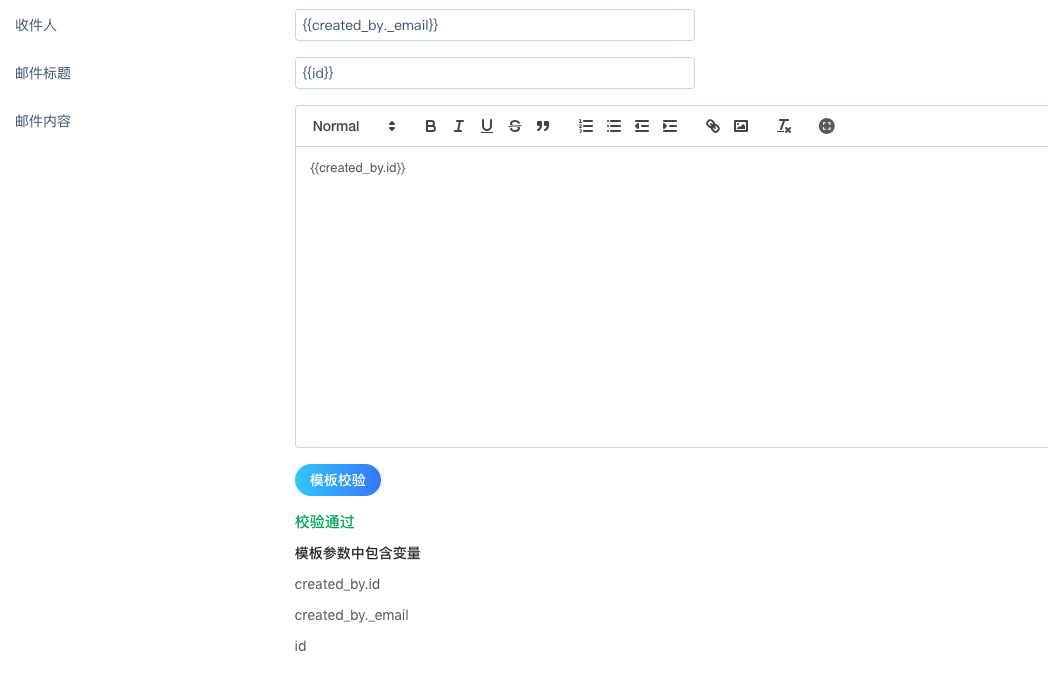 收件人
{{created_by._email}}
邮件标题
{{id}}
邮件内容
Normal
{{created_by.id}}
模板校验
校验通过
模板参数中包含变量
created_by.id
created_by._email
id